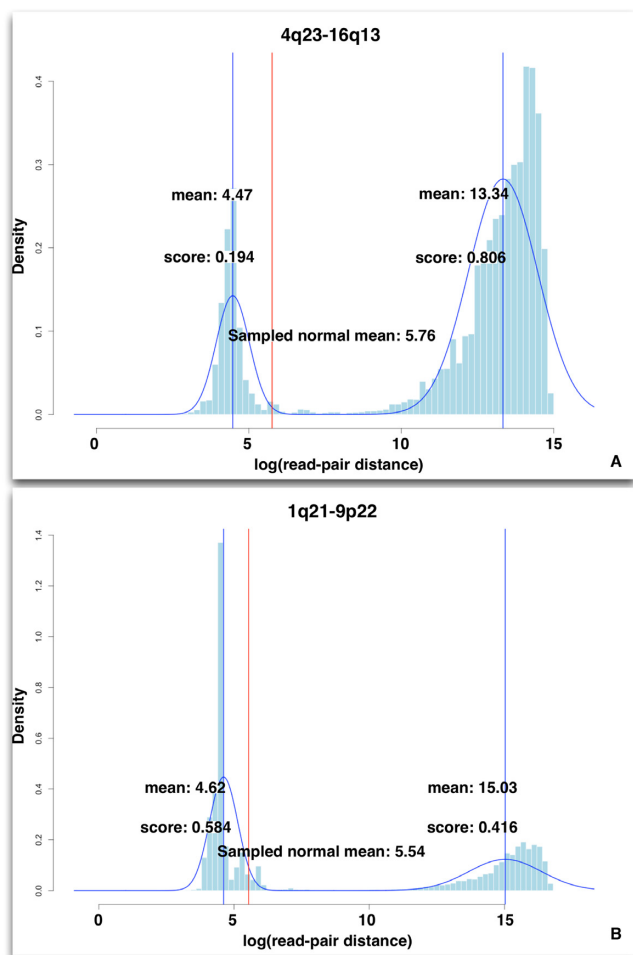 4q23-16q13
Density
0.4
0.3
0.2
0.1
0.0
mean: 4.47
mean: 13.34
score: 0.194
score: 0.806
Sampled normal mean: 5.76
0 5 10 15
log(read-pair distance)
A
1q21-9p22
Density
1.4
1.2
1.0
0.8
0.6
0.4
0.2
0.0
mean: 4.62
mean: 15.03
score: 0.584
score: 0.416
Sampled normal mean: 5.54
0 5 10 15
log(read-pair distance)
B